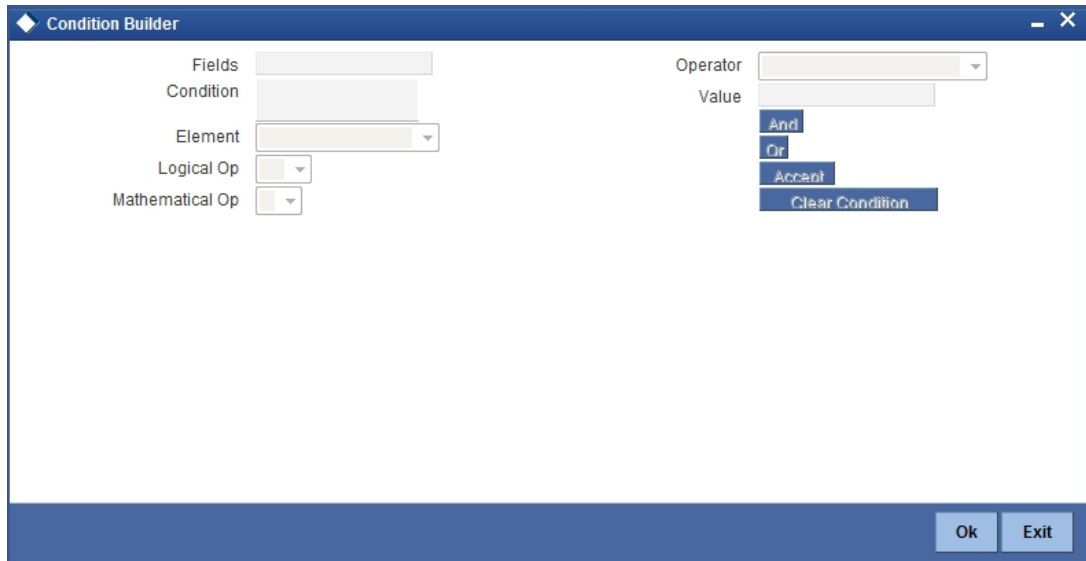 Condition Builder
Fields
Condition
Element
Logical Op
Mathematical Op
Operator
Value
And
Or
Accept
Clear Condition
Ok Exit